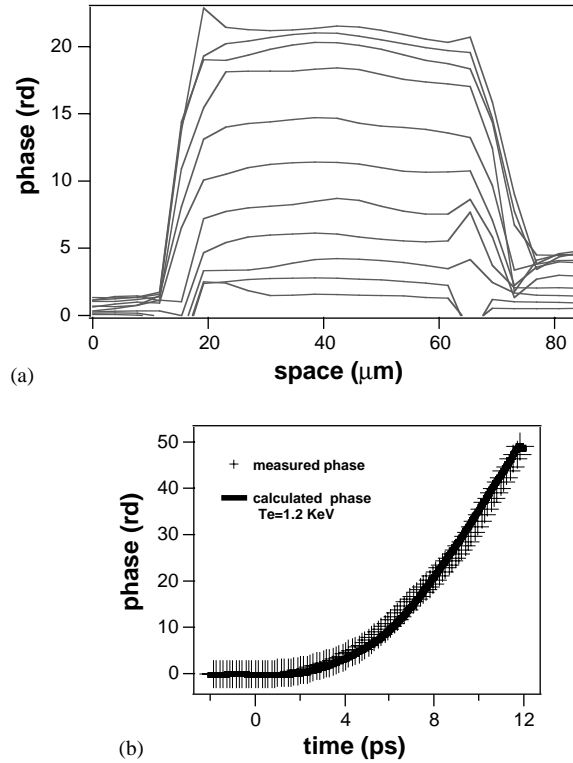 20
15
10
5
0
phase (rd)
0
20
40
60
80
space (μm)
(a)
50
40
30
20
10
0
phase (rd)
measured phase
calculated phase
Te=1.2 KeV
0
4
8
12
time (ps)
(b)